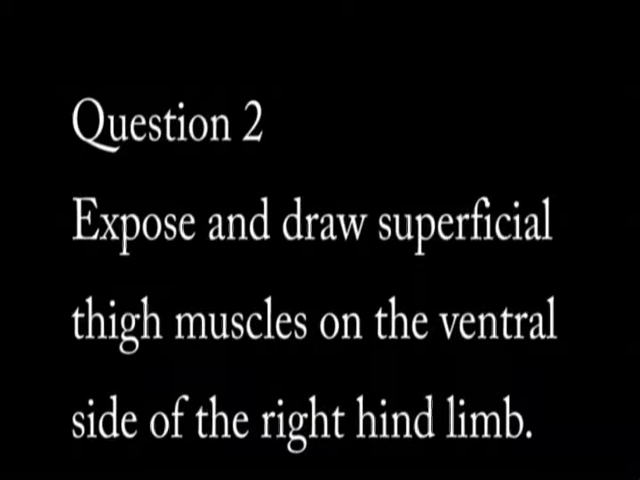 Question 2
Expose and draw superficial
thigh muscles on the ventral
side of the right hind limb.